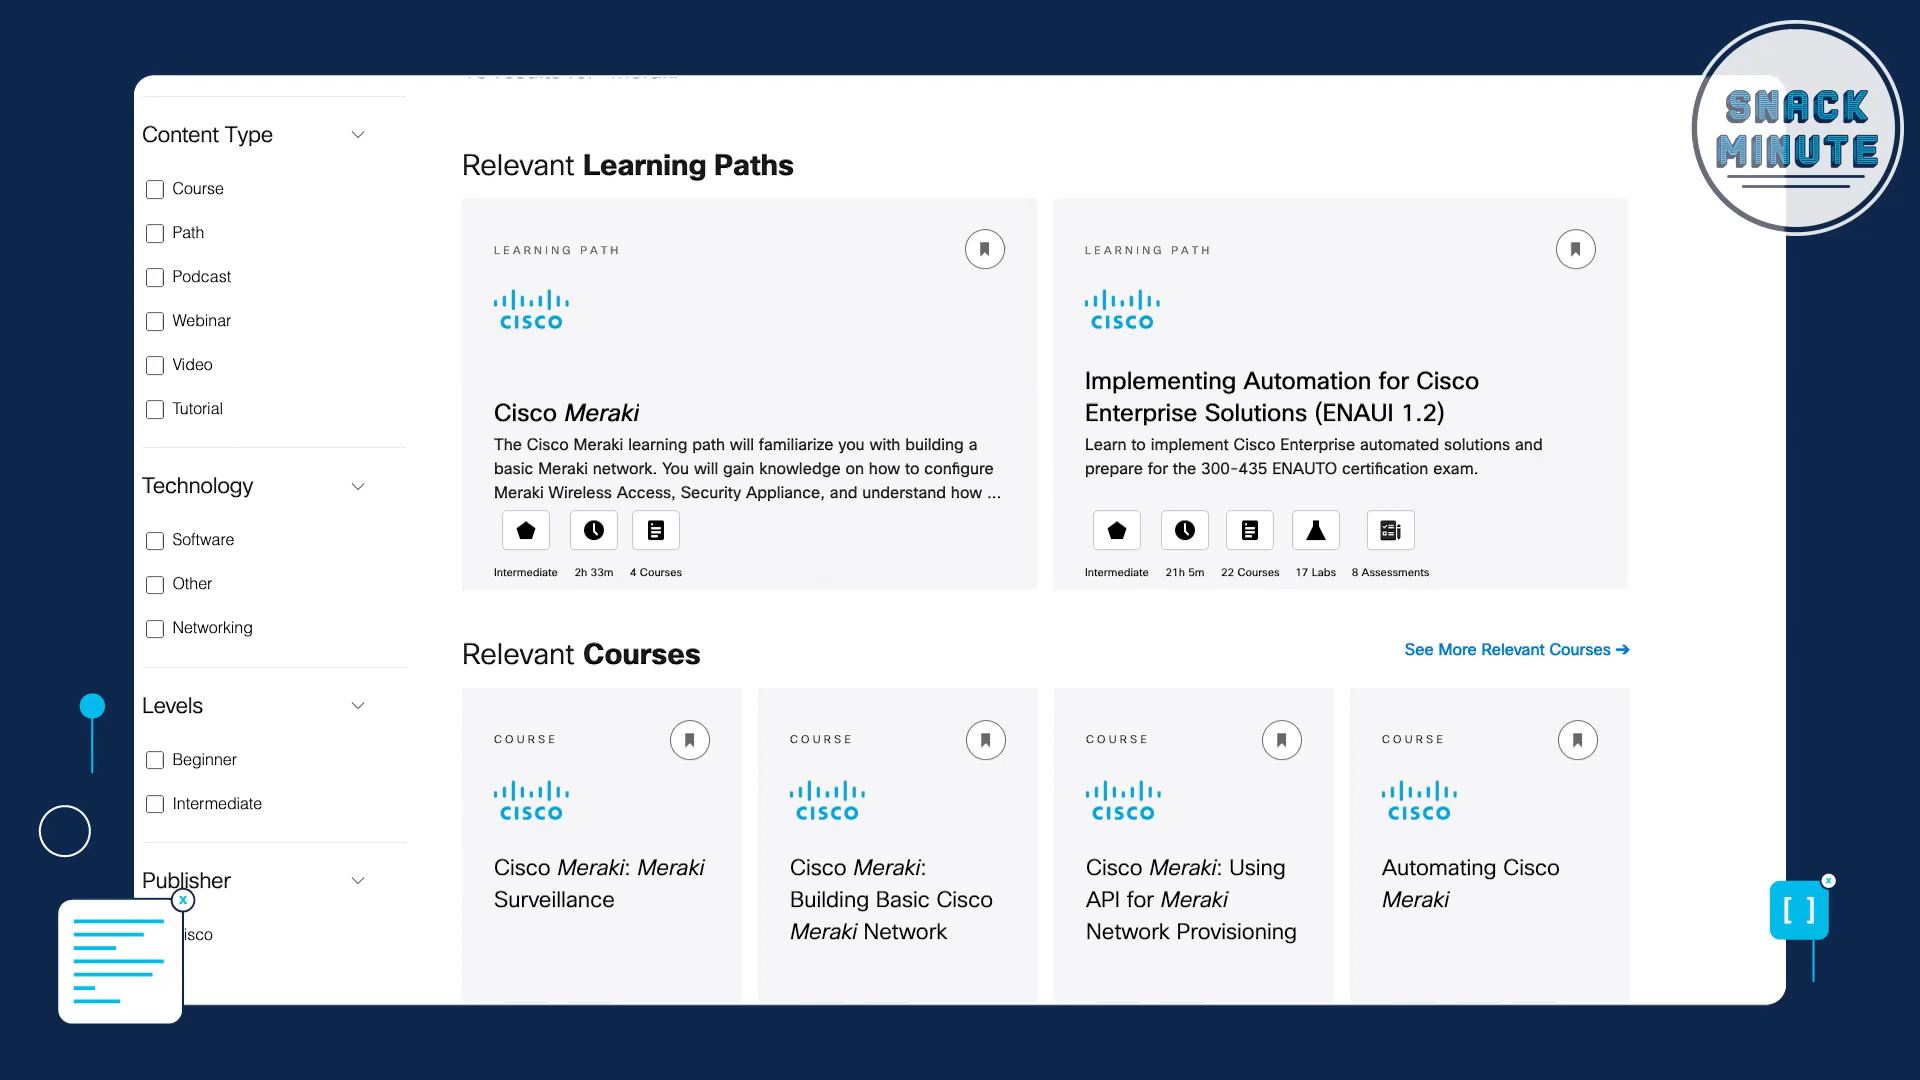 SNACK
MINUTE
Content Type
Course
Path
Podcast
Webinar
Video
Tutorial
Technology
Software
Other
Networking
Levels
Beginner
Intermediate
Publisher
isco
Relevant Learning Paths
LEARNING PATH
CISCO
Cisco Meraki
The Cisco Meraki learning path will familiarize you with building a
basic Meraki network. You will gain knowledge on how to configure
Meraki Wireless Access, Security Appliance, and understand how ...
Intermediate 2h 33m 4 Courses
LEARNING PATH
CISCO
Implementing Automation for Cisco
Enterprise Solutions (ENAUI 1.2)
Learn to implement Cisco Enterprise automated solutions and
prepare for the 300-435 ENAUTO certification exam.
Intermediate 21h 5m 22 Courses 17 Labs 8 Assessments
Relevant Courses
See More Relevant Courses →
COURSE
CISCO
Cisco Meraki: Meraki
Surveillance
COURSE
CISCO
Cisco Meraki:
Building Basic Cisco
Meraki Network
COURSE
CISCO
Cisco Meraki: Using
API for Meraki
Network Provisioning
COURSE
CISCO
Automating Cisco
Meraki
x
x
[ ]